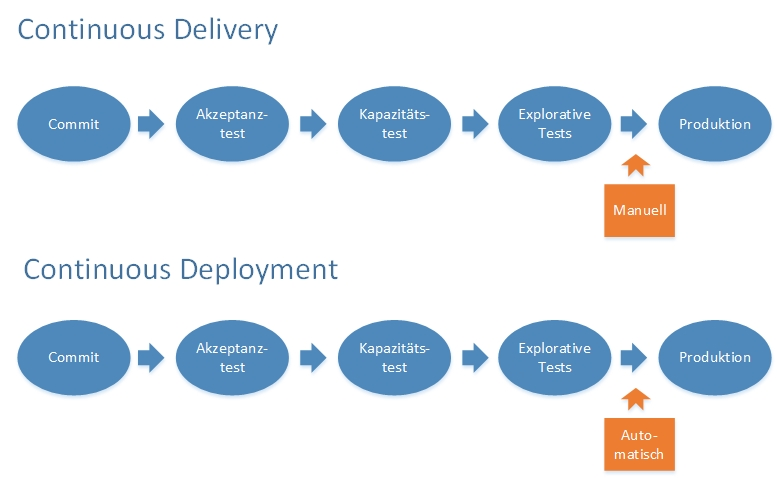 Continuous Delivery
Commit
Akzeptanz-
test
Kapazitäts-
test
Explorative
Tests
Produktion
Manuell
Continuous Deployment
Commit
Akzeptanz-
test
Kapazitäts-
test
Explorative
Tests
Produktion
Auto-
matisch